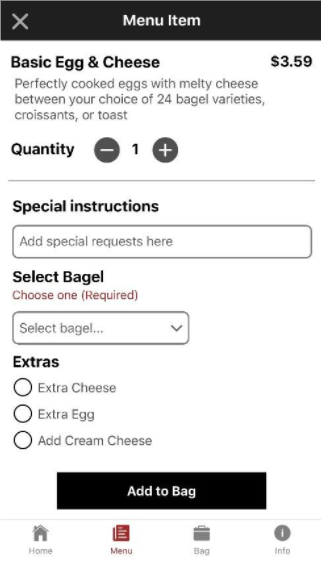 Menu Item
Basic Egg & Cheese $3.59
Perfectly cooked eggs with melty cheese
between your choice of 24 bagel varieties,
croissants, or toast
Quantity 1
Special instructions
Add special requests here
Select Bagel
Choose one (Required)
Select bagel...
Extras
Extra Cheese
Extra Egg
Add Cream Cheese
Add to Bag
Home Menu Bag Info